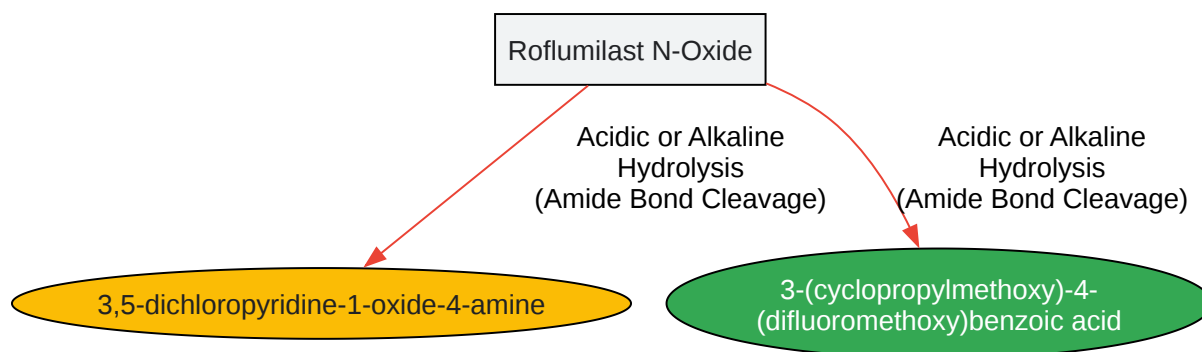 Roflumilast N-Oxide
Acidic or Alkaline
Hydrolysis
(Amide Bond Cleavage)
Acidic or Alkaline
Hydrolysis
(Amide Bond Cleavage)
3,5-dichloropyridine-1-oxide-4-amine
3-(cyclopropylmethoxy)-4-
(difluoromethoxy)benzoic acid